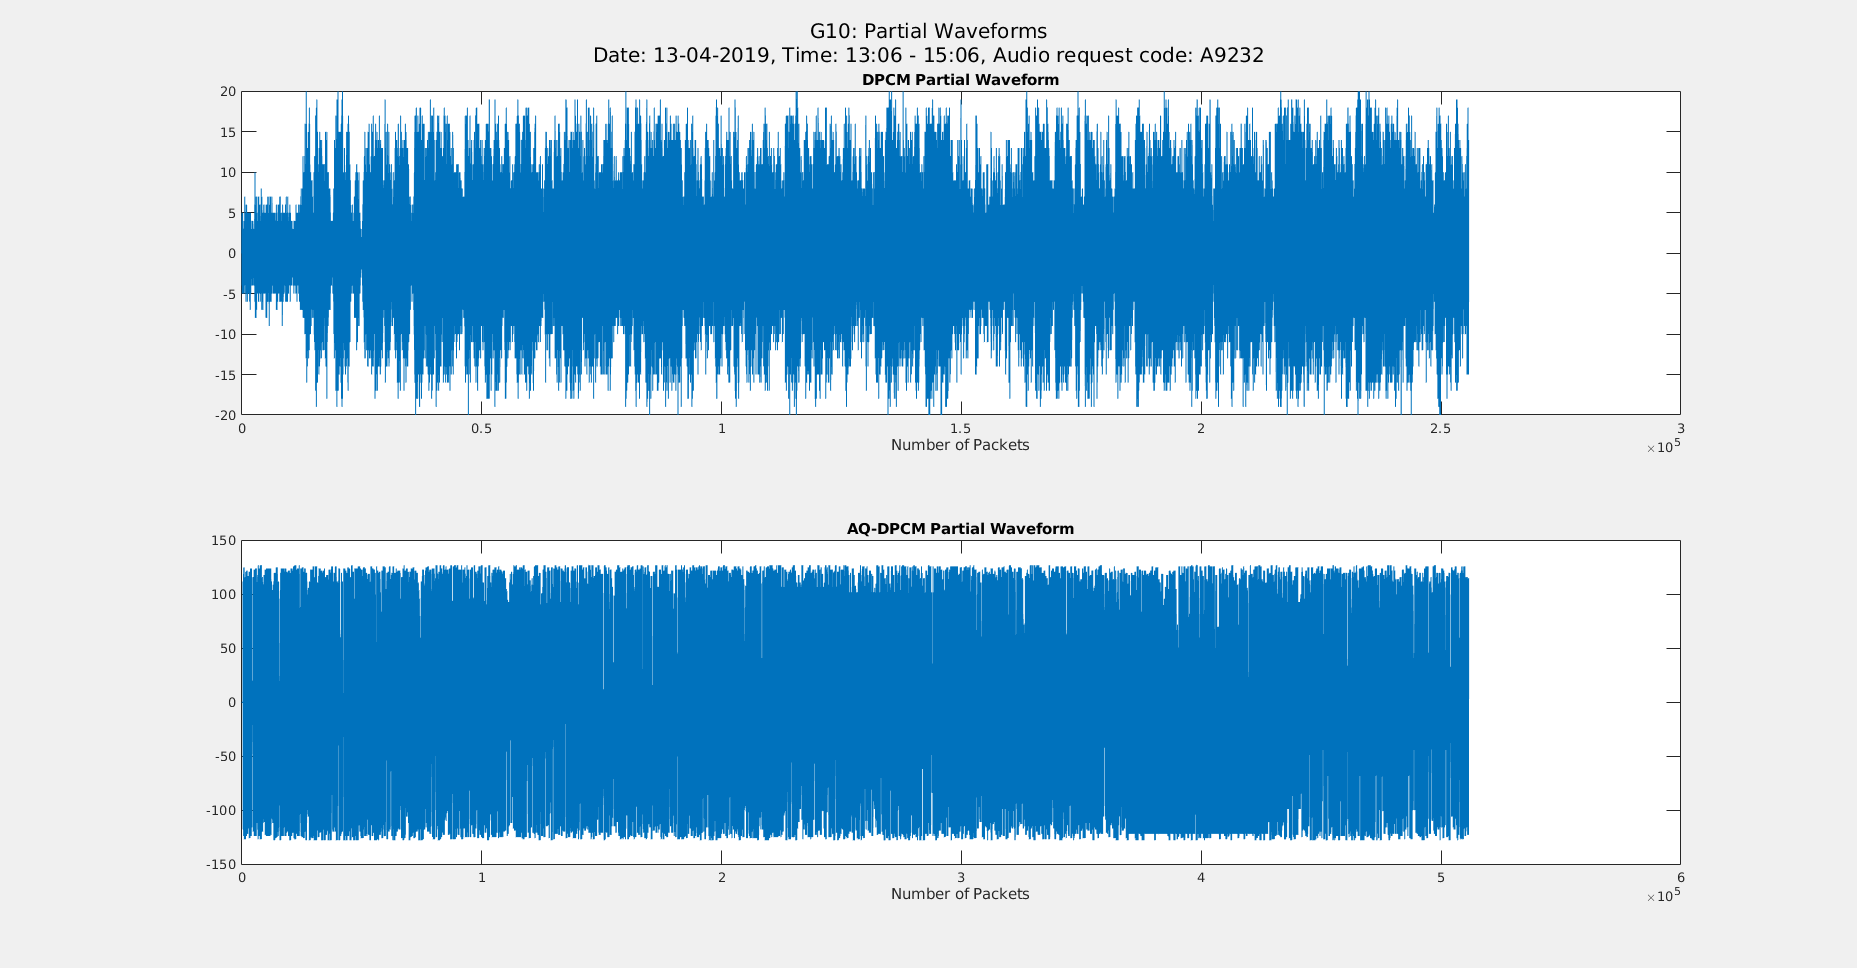 G10: Partial Waveforms
Date: 13-04-2019, Time: 13:06 - 15:06, Audio request code: A9232
DPCM Partial Waveform
20
15
10
5
0
-5
-10
-15
-20
0 0.5 1 1.5 2 2.5 3
Number of Packets
×10^5
AQ-DPCM Partial Waveform
150
100
50
0
-50
-100
-150
0 1 2 3 4 5 6
Number of Packets
×10^5